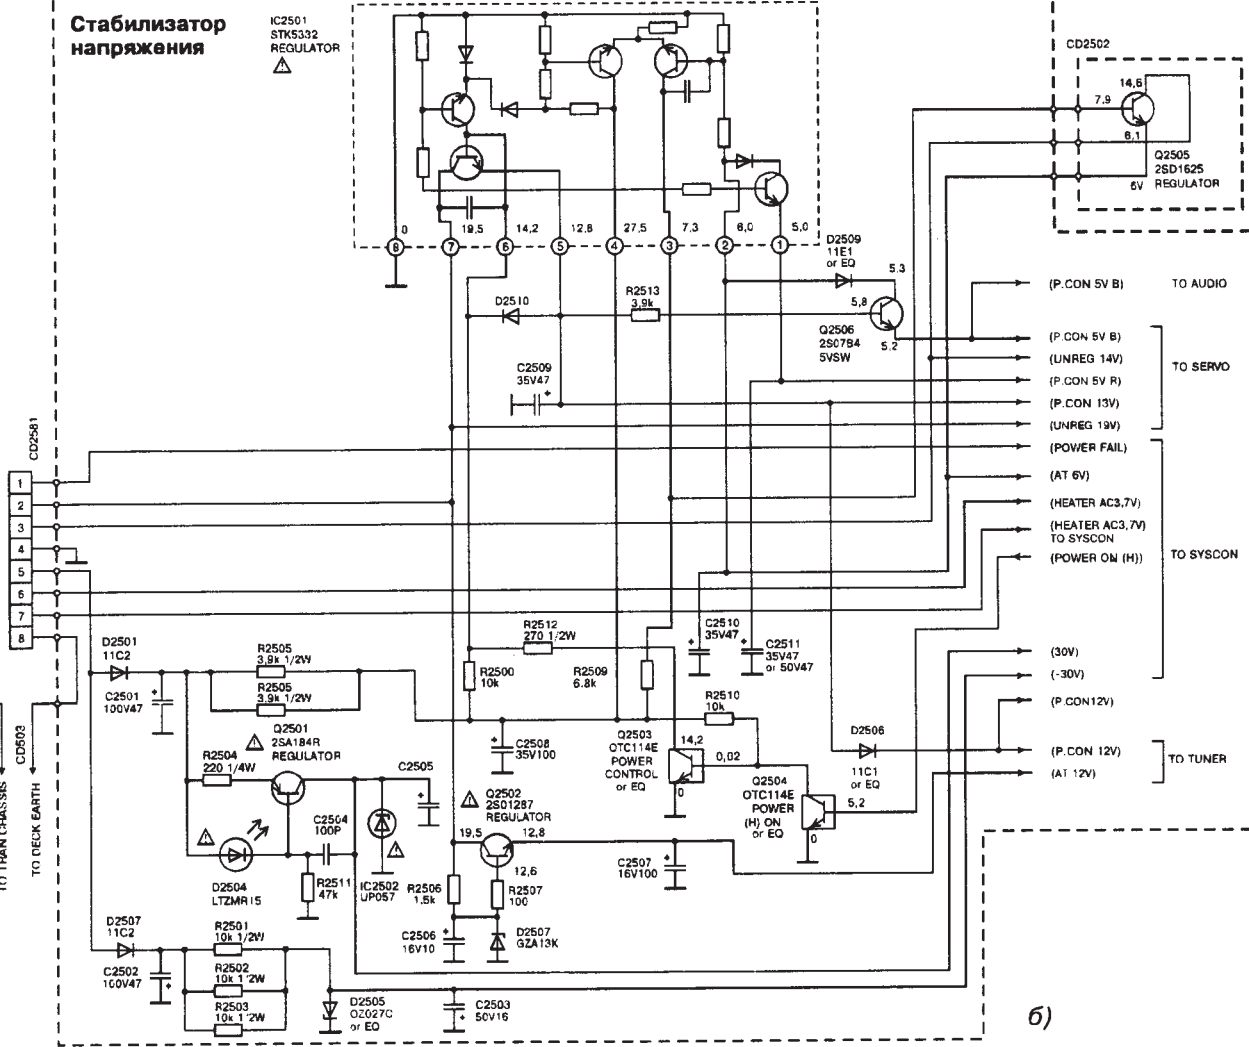 Стабилизатор
напряжения
IC2501
STK5332
REGULATOR
0
19,5
14,2
12,8
27,5
7,3
6,0
5,0
8
7
6
5
4
3
2
1
CD2502
14,6
7,9
6,1
6V
Q2505
2SD1625
REGULATOR
D2509
11E1
or EQ
5.3
5,8
5.2
Q2506
2S07B4
5VSW
D2510
R2513
3,9k
C2509
35V47
(P.CON 5V B)
TO AUDIO
(P.CON 5V B)
(UNREG 14V)
(P.CON 5V R)
(P.CON 13V)
(UNREG 19V)
TO SERVO
(POWER FAIL)
(AT 6V)
(HEATER AC3,7V)
(HEATER AC3,7V)
TO SYSCON
(POWER ON (H))
TO SYSCON
(30V)
(-30V)
(P.CON12V)
(P.CON 12V)
(AT 12V)
TO TUNER
CD2581
1
2
3
4
5
6
7
8
CD503
TO DECK EARTH
D2501
11C2
C2501
100V47
R2505
3,9k 1/2W
R2505
3,9k 1/2W
Q2501
2SA184R
REGULATOR
R2504
220 1/4W
D2504
LTZMR15
C2504
100P
R2511
47k
IC2502
UP057
C2505
R2500
10k
R2512
270 1/2W
R2509
6.8k
C2510
35V47
C2511
35V47
or 50V47
R2510
10k
C2508
35V100
Q2503
OTC114E
POWER
CONTROL
or EQ
14,2
0,02
0
Q2504
OTC114E
POWER
(H) ON
or EQ
5,2
0
D2506
11C1
or EQ
Q2502
2S01287
REGULATOR
19,5
12,8
12,6
R2506
1.5k
R2507
100
C2506
16V10
D2507
GZA13K
C2507
16V100
D2507
11C2
C2502
100V47
R2501
10k 1/2W
R2502
10k 1 2W
R2503
10k 1 2W
D2505
OZ027C
or EQ
C2503
50V16
б)